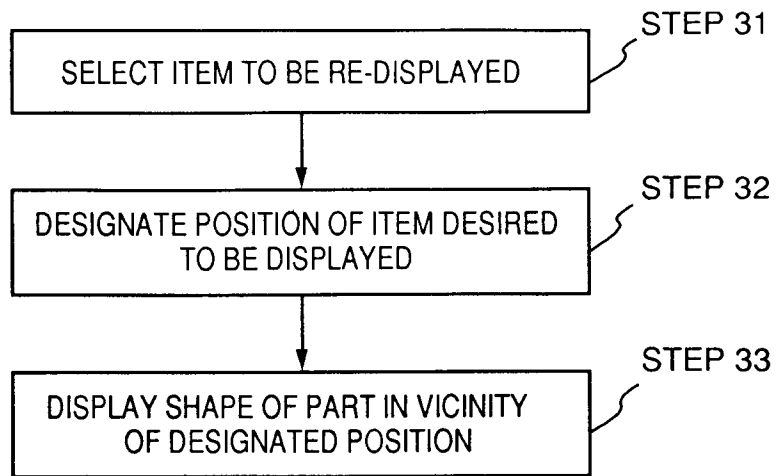 STEP 31
SELECT ITEM TO BE RE-DISPLAYED
STEP 32
DESIGNATE POSITION OF ITEM DESIRED
TO BE DISPLAYED
STEP 33
DISPLAY SHAPE OF PART IN VICINITY
OF DESIGNATED POSITION